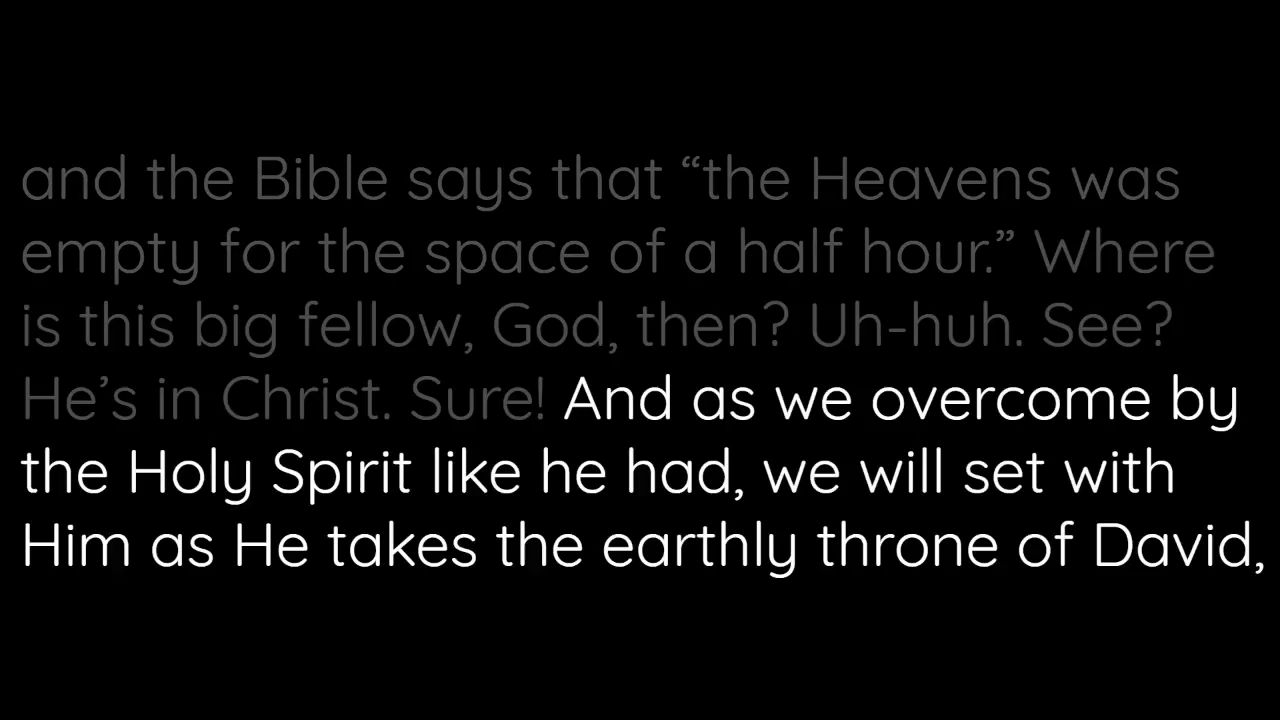 and the Bible says that “the Heavens was
empty for the space of a half hour.” Where
is this big fellow, God, then? Uh-huh. See?
He’s in Christ. Sure! And as we overcome by
the Holy Spirit like he had, we will set with
Him as He takes the earthly throne of David,